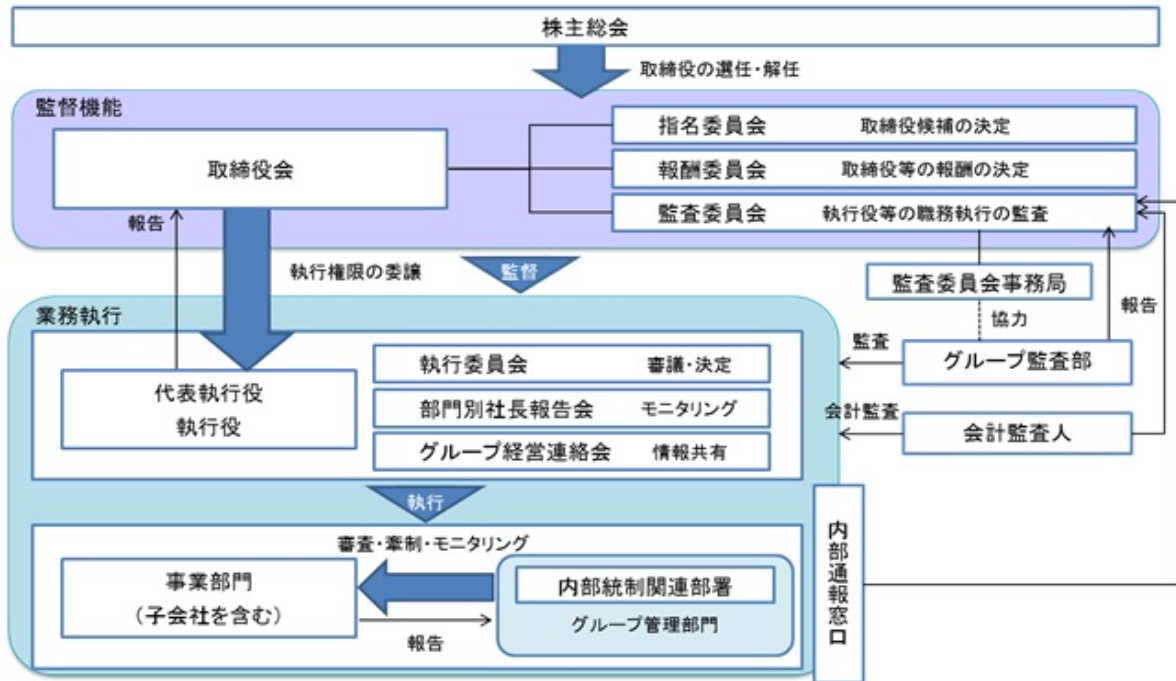 株主総会
取締役の選任・解任
監督機能
取締役会
指名委員会 取締役候補の決定
報酬委員会 取締役等の報酬の決定
監査委員会 執行役等の職務執行の監査
報告
執行権限の委譲
監督
監査委員会事務局
協力
報告
業務執行
代表執行役
執行役
執行委員会 審議・決定
部門別社長報告会 モニタリング
グループ経営連絡会 情報共有
監査
グループ監査部
会計監査
会計監査人
執行
審査・牽制・モニタリング
事業部門
（子会社を含む）
報告
内部統制関連部署
グループ管理部門
内部通報窓口